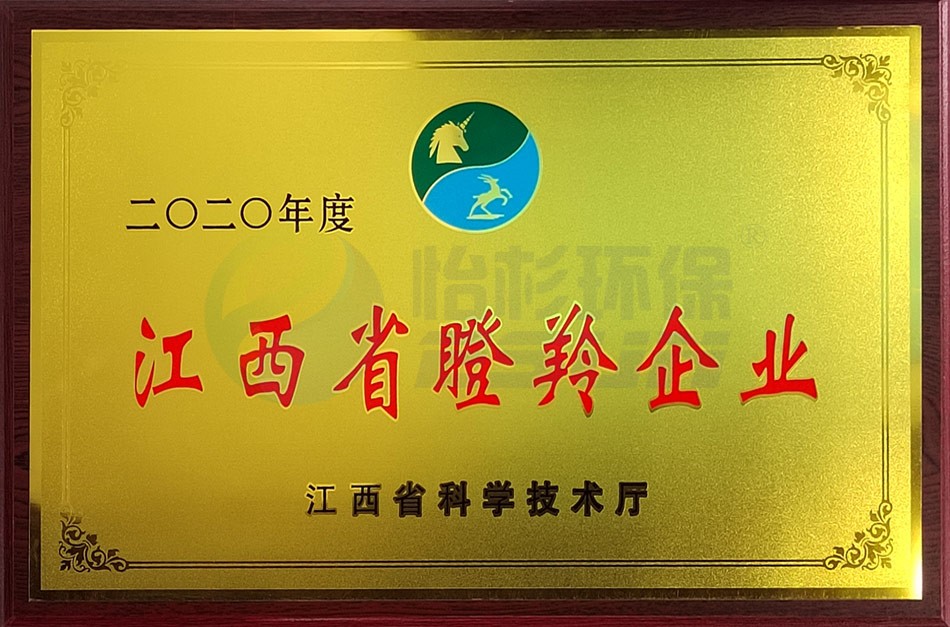 二〇二〇年度
怡杉环保
®
江西省瞪羚企业
江西省科学技术厅